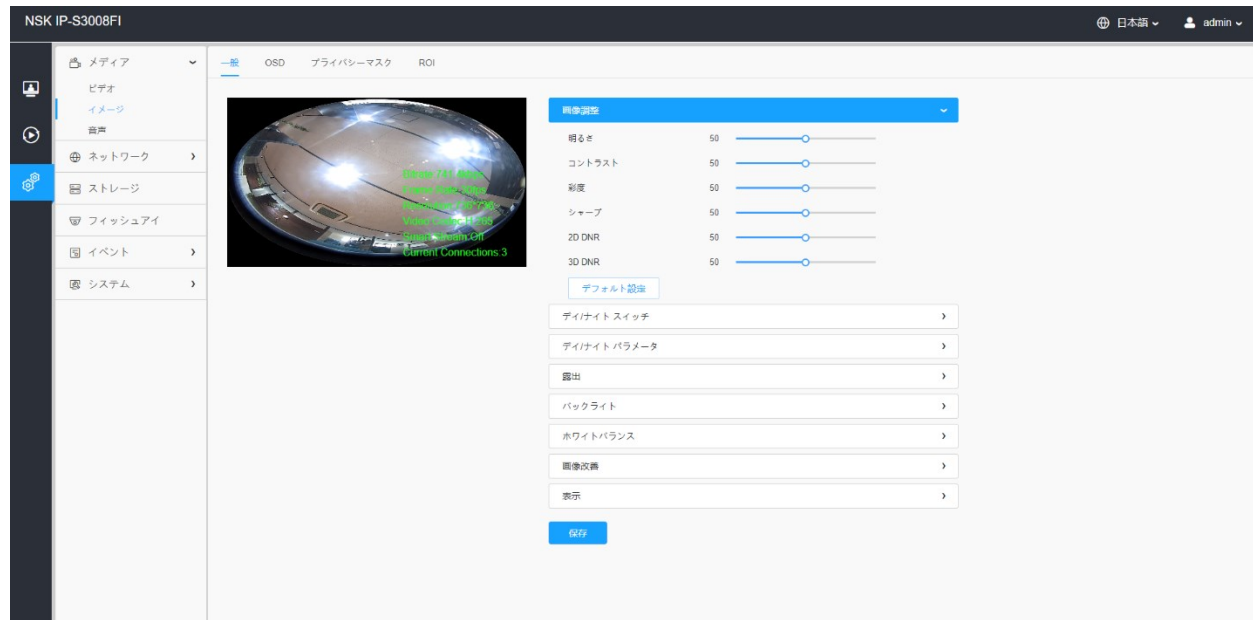 NSK IP-S3008FI
日本語
admin
メディア
ビデオ
イメージ
音声
ネットワーク
ストレージ
フィッシュアイ
イベント
システム
一般 OSD プライバシーマスク ROI
Current Connections:3
画像調整
明るさ 50
コントラスト 50
彩度 50
シャープ 50
2D DNR 50
3D DNR 50
デフォルト設定
デイ/ナイト スイッチ
デイ/ナイト パラメータ
露出
バックライト
ホワイトバランス
画像改善
表示
保存